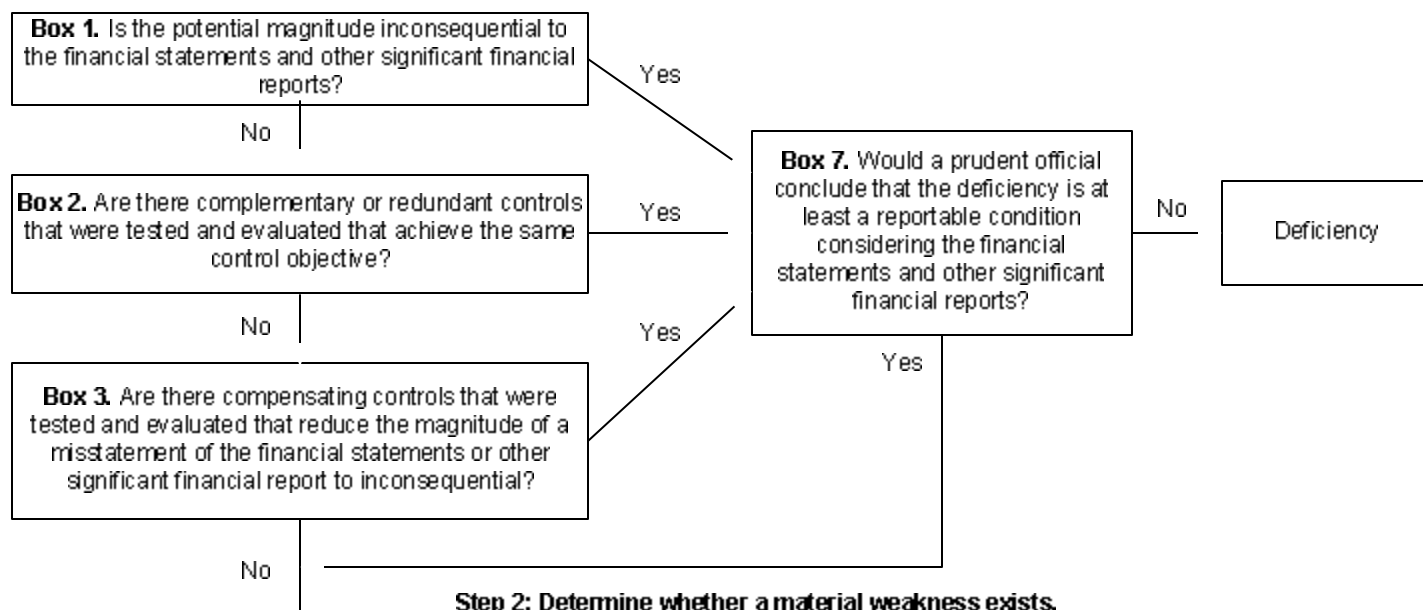 Box 1. Is the potential magnitude inconsequential to
the financial statements and other significant financial
reports?
Yes
No
Box 2. Are there complementary or redundant controls
that were tested and evaluated that achieve the same
control objective?
Yes
No
Box 3. Are there compensating controls that were
tested and evaluated that reduce the magnitude of a
misstatement of the financial statements or other
significant financial report to inconsequential?
Yes
No
Box 7. Would a prudent official
conclude that the deficiency is at
least a reportable condition
considering the financial
statements and other significant
financial reports?
No
Yes
Deficiency
Step 2: Determine whether a material weakness exists.